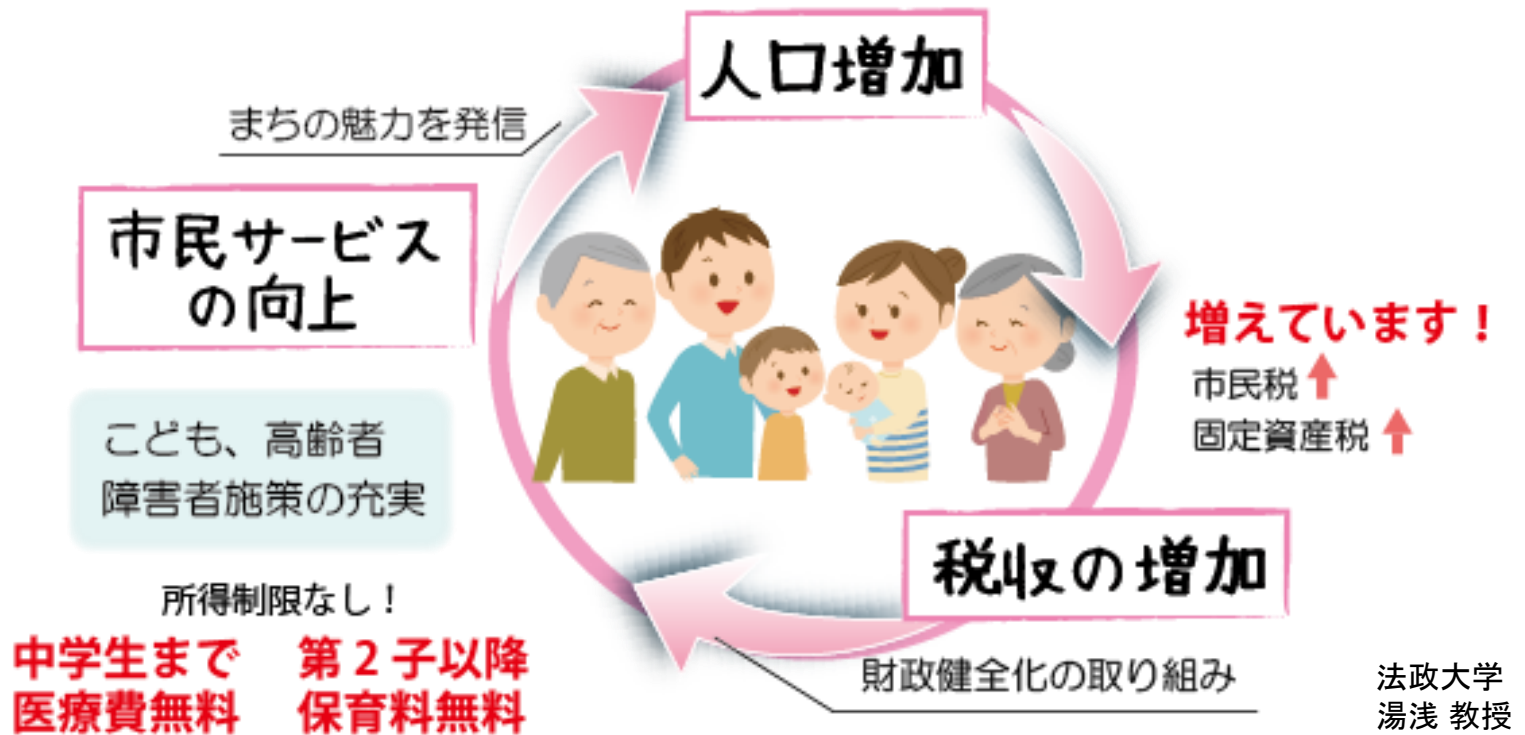 人口増加
まちの魅力を発信
市民サービス
の向上
増えています！
市民税
固定資産税
こども、高齢者
障害者施策の充実
税収の増加
所得制限なし！
中学生まで
医療費無料
第２子以降
保育料無料
財政健全化の取り組み
法政大学
湯浅 教授